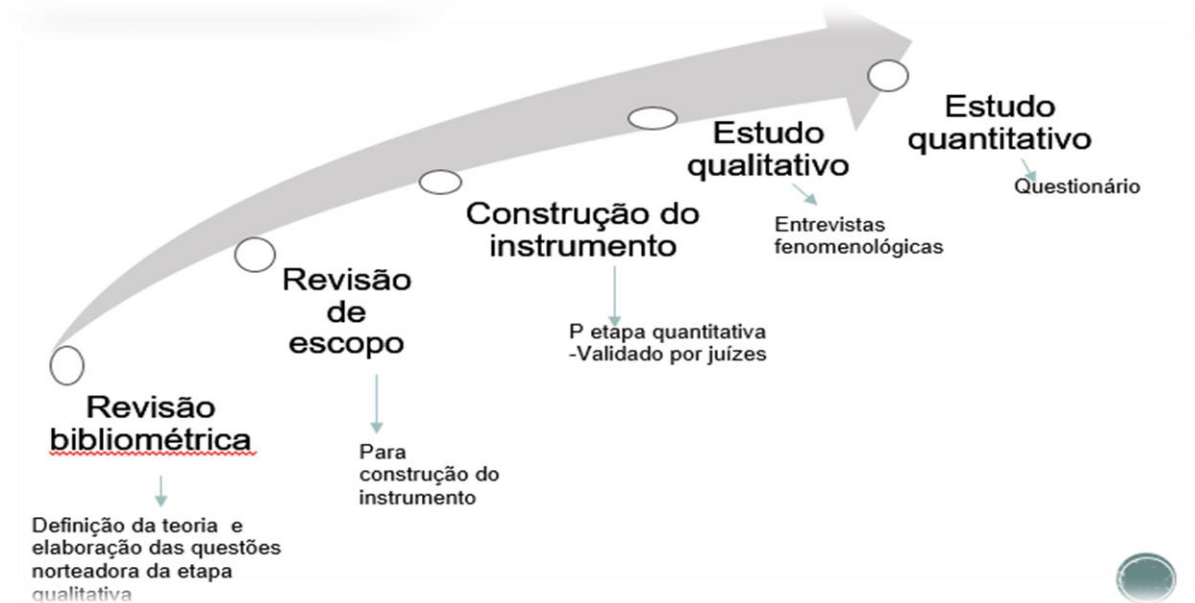 Revisão
bibliométrica
Definição da teoria e
elaboração das questões
norteadora da etapa
qualitativa
Revisão
de
escopo
Para
construção do
instrumento
Construção do
instrumento
P etapa quantitativa
-Validado por juízes
Estudo
qualitativo
Entrevistas
fenomenológicas
Estudo
quantitativo
Questionário